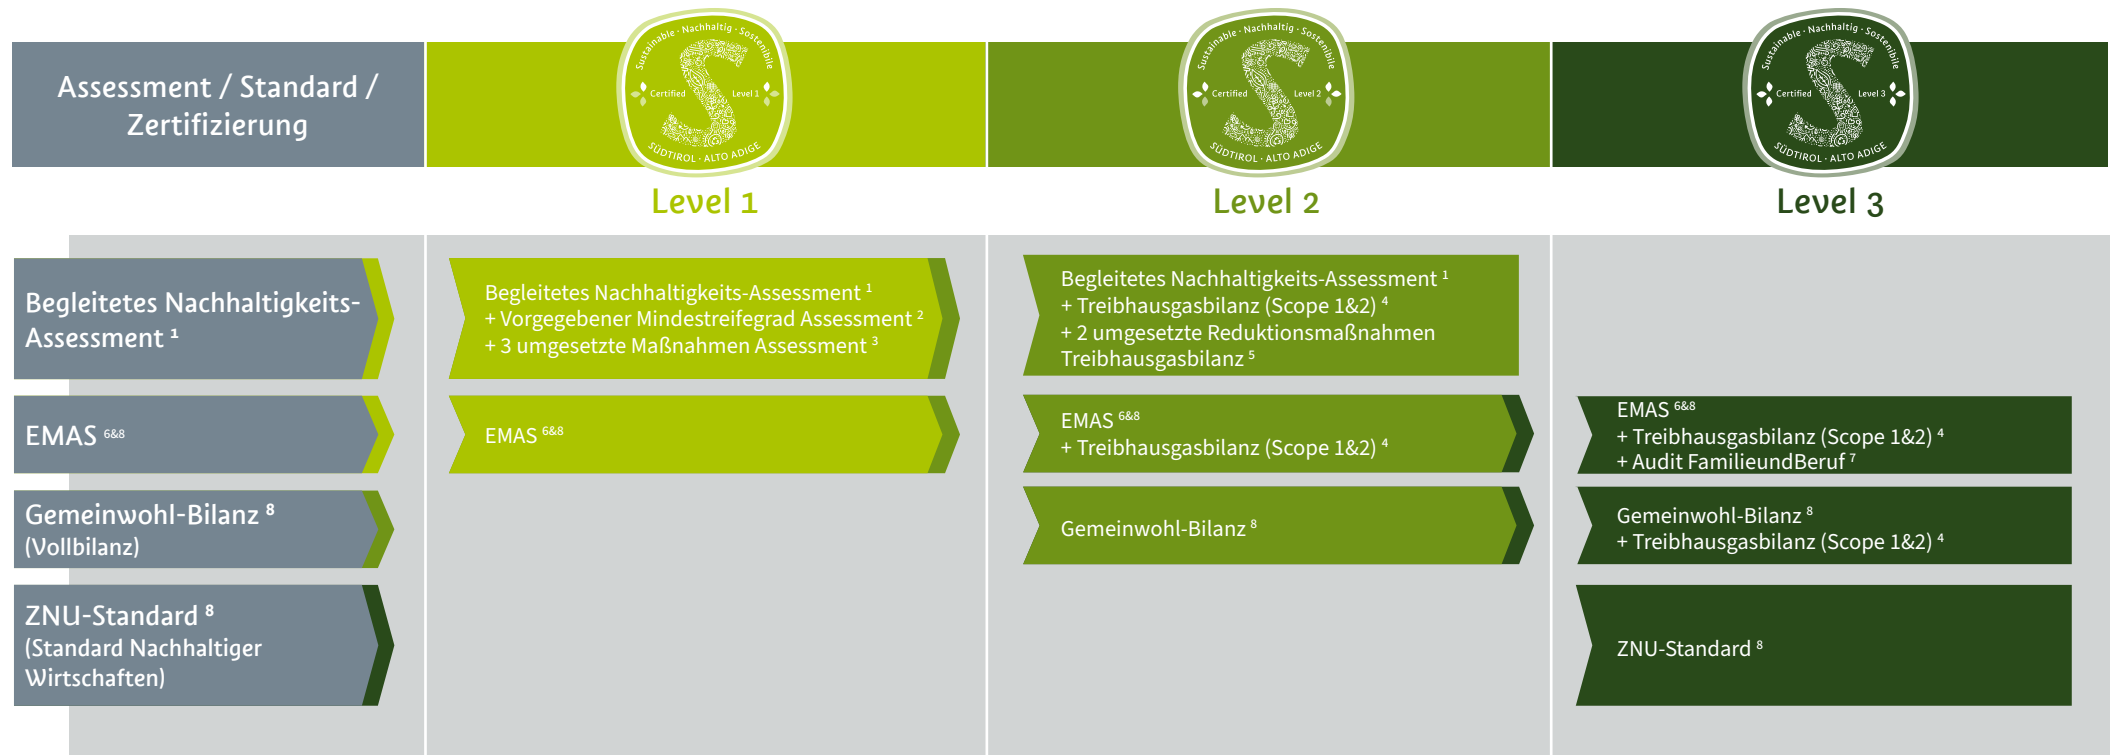 Assessment / Standard /
Zertifizierung
Sustainable · Nachhaltig · Sostenibile
Certified Level 1
SÜDTIROL · ALTO ADIGE
Level 1
Sustainable · Nachhaltig · Sostenibile
Certified Level 2
SÜDTIROL · ALTO ADIGE
Level 2
Sustainable · Nachhaltig · Sostenibile
Certified Level 3
SÜDTIROL · ALTO ADIGE
Level 3
Begleitetes Nachhaltigkeits-
Assessment ¹
Begleitetes Nachhaltigkeits-Assessment ¹
+ Vorgegebener Mindestreifegrad Assessment ²
+ 3 umgesetzte Maßnahmen Assessment ³
Begleitetes Nachhaltigkeits-Assessment ¹
+ Treibhausgasbilanz (Scope 1&2) ⁴
+ 2 umgesetzte Reduktionsmaßnahmen
Treibhausgasbilanz ⁵
EMAS 6&8
EMAS 6&8
EMAS 6&8
+ Treibhausgasbilanz (Scope 1&2) ⁴
EMAS 6&8
+ Treibhausgasbilanz (Scope 1&2) ⁴
+ Audit FamilieundBeruf ⁷
Gemeinwohl-Bilanz ⁸
(Vollbilanz)
Gemeinwohl-Bilanz ⁸
Gemeinwohl-Bilanz ⁸
+ Treibhausgasbilanz (Scope 1&2) ⁴
ZNU-Standard ⁸
(Standard Nachhaltiger
Wirtschaften)
ZNU-Standard ⁸